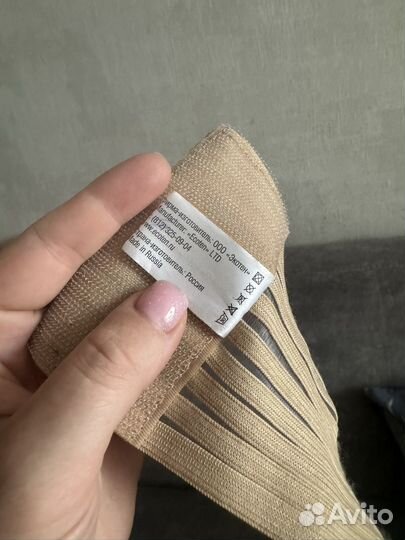 фирма-изготовитель: ООО «Экотен»
Manufacturer: «Ecoten» LTD
(812) 325-09-04
www.ecoten.ru
страна-изготовитель: Россия
Made in Russia
Avito